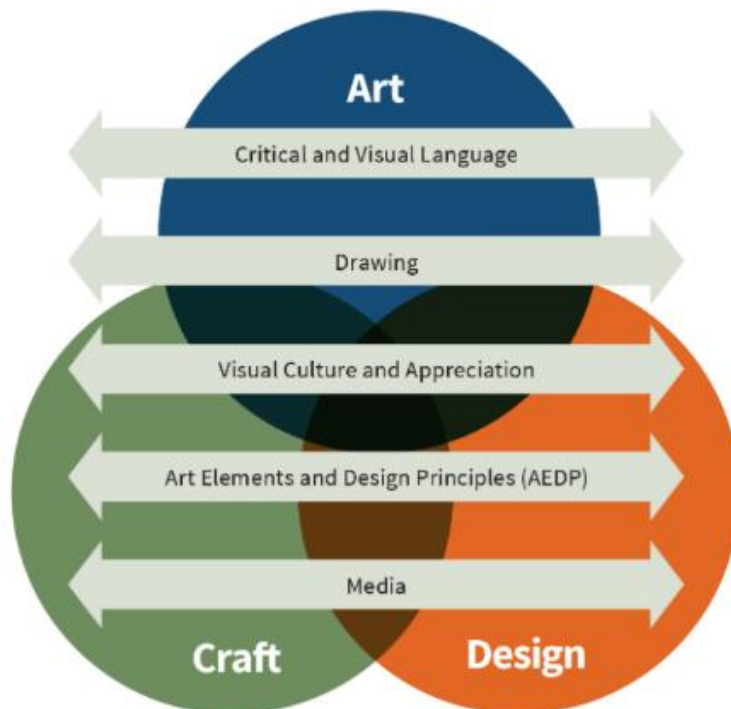 Art
Critical and Visual Language
Drawing
Visual Culture and Appreciation
Art Elements and Design Principles (AEDP)
Media
Craft
Design